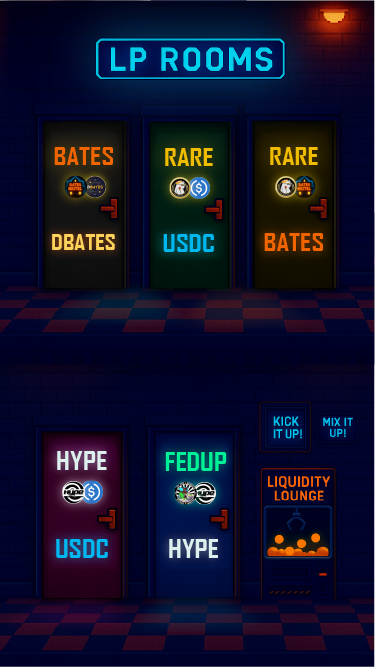 LP ROOMS
BATES
DBATES
RARE
USDC
RARE
BATES
HYPE
USDC
FEDUP
HYPE
KICK
IT UP!
MIX IT
UP!
LIQUIDITY
LOUNGE